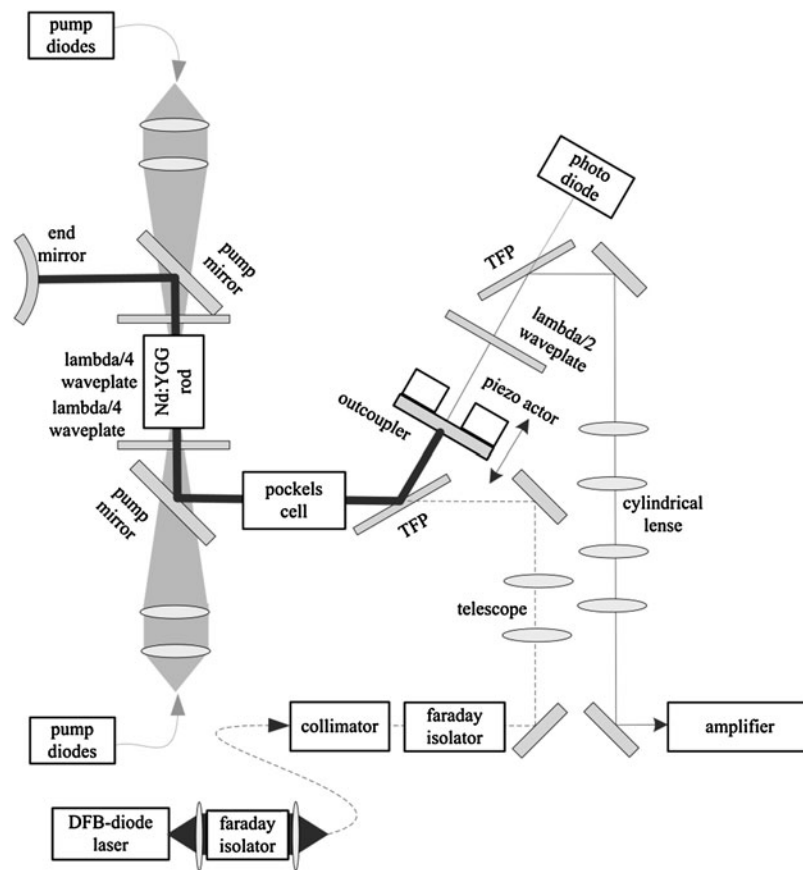 pump
diodes
photo
diode
end
mirror
pump
mirror
TFP
lambda/2
waveplate
lambda/4
waveplate
Nd:YGG
rod
lambda/4
waveplate
outcoupler
piezo actor
pump
mirror
pockels
cell
TFP
cylindrical
lense
telescope
pump
diodes
collimator
faraday
isolator
amplifier
DFB-diode
laser
faraday
isolator